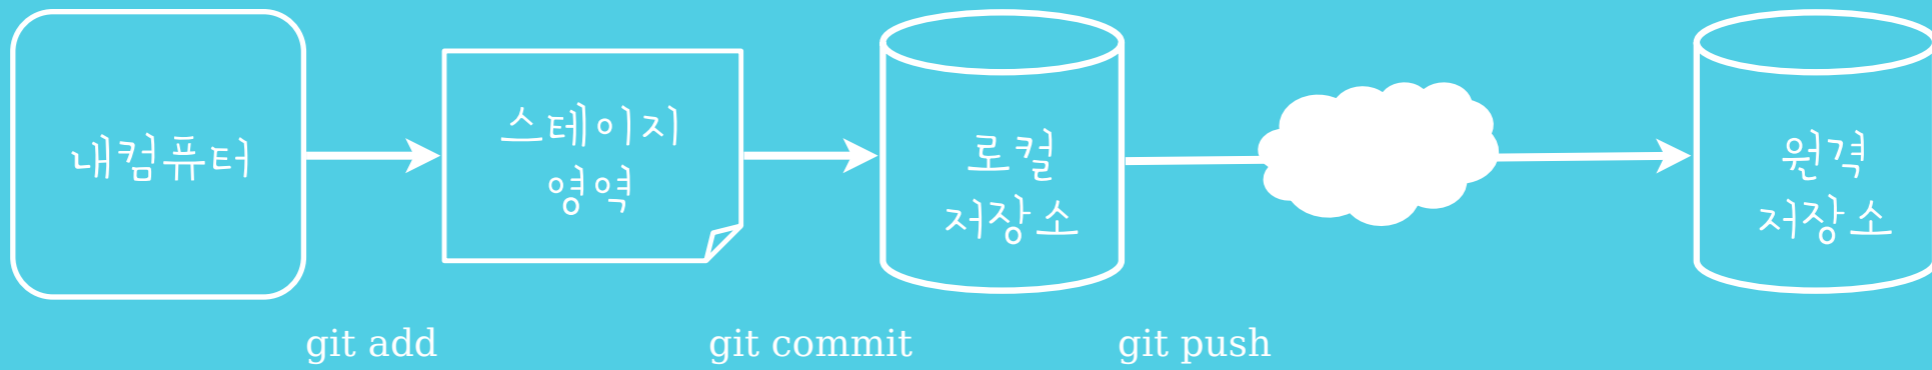 내컴퓨터
스테이지
영역
로컬
저장소
원격
저장소
git add
git commit
git push